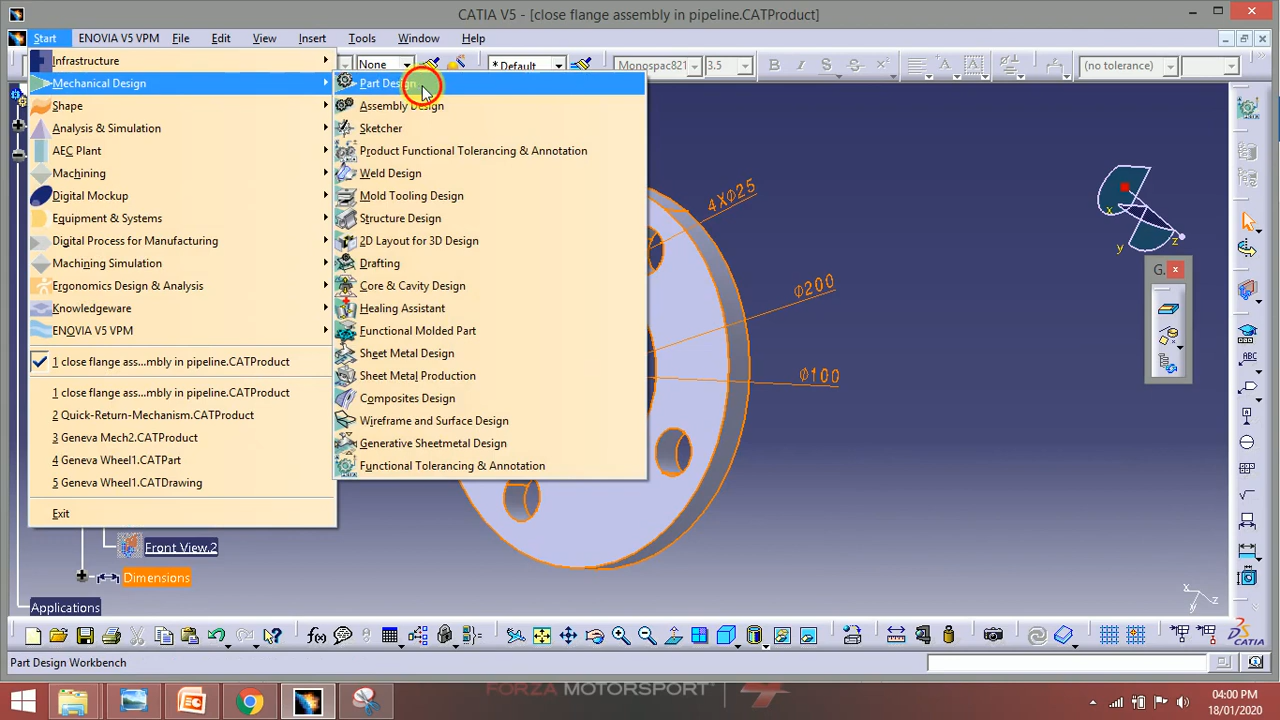 CATIA V5 - [close flange assembly in pipeline.CATProduct]
Start ENOVIA V5 VPM File Edit View Insert Tools Window Help
None * Default Monospac821 3.5 B I S (no tolerance)
Infrastructure
Mechanical Design
Shape
Analysis & Simulation
AEC Plant
Machining
Digital Mockup
Equipment & Systems
Digital Process for Manufacturing
Machining Simulation
Ergonomics Design & Analysis
Knowledgeware
ENOVIA V5 VPM
1 close flange ass...mbly in pipeline.CATProduct
1 close flange ass...mbly in pipeline.CATProduct
2 Quick-Return-Mechanism.CATProduct
3 Geneva Mech2.CATProduct
4 Geneva Wheel1.CATPart
5 Geneva Wheel1.CATDrawing
Exit
Part Design
Assembly Design
Sketcher
Product Functional Tolerancing & Annotation
Weld Design
Mold Tooling Design
Structure Design
2D Layout for 3D Design
Drafting
Core & Cavity Design
Healing Assistant
Functional Molded Part
Sheet Metal Design
Sheet Metal Production
Composites Design
Wireframe and Surface Design
Generative Sheetmetal Design
Functional Tolerancing & Annotation
4XØ25
Ø200
Ø100
x
y
z
G...
ABC
Front View.2
Dimensions
Applications
x
z
f(x)
CATIA
Part Design Workbench
FORZA MOTORSPORT
04:00 PM
18/01/2020